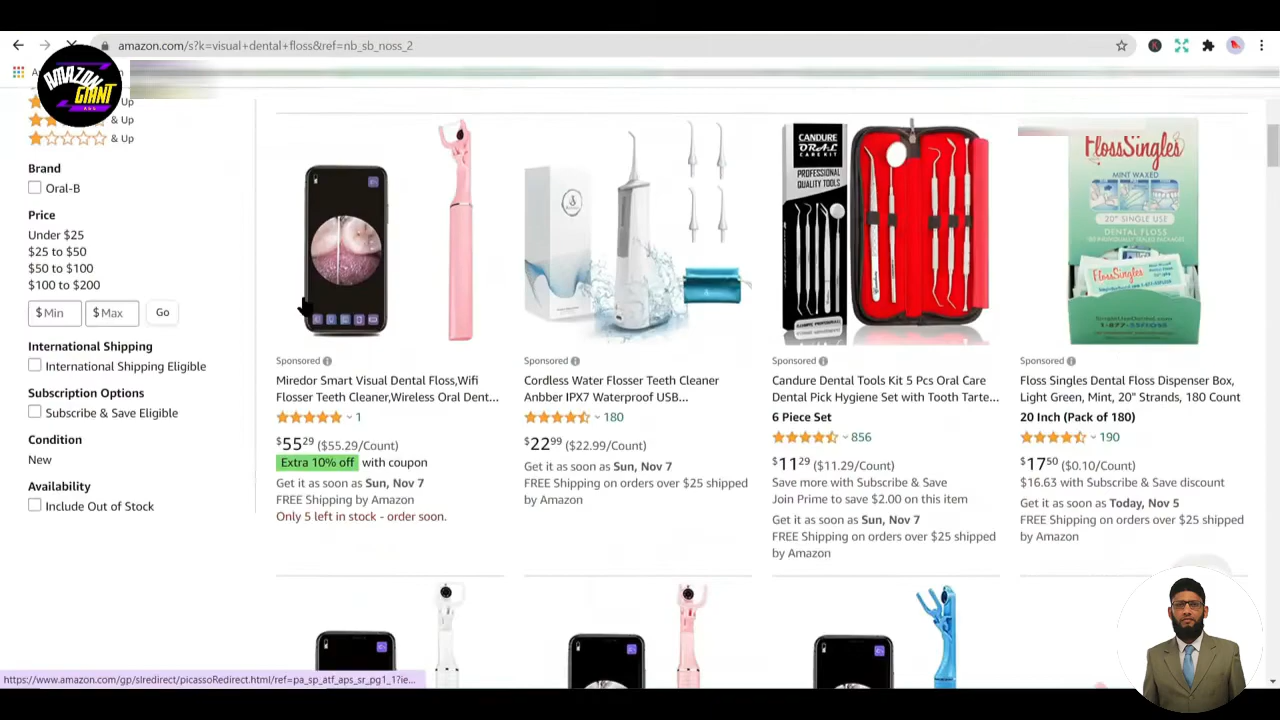 amazon.com/s?k=visual+dental+floss&ref=nb_sb_noss_2
AMAZON
GIANT
& Up
& Up
& Up
Brand
Oral-B
Price
Under $25
$25 to $50
$50 to $100
$100 to $200
$ Min
$ Max
Go
International Shipping
International Shipping Eligible
Subscription Options
Subscribe & Save Eligible
Condition
New
Availability
Include Out of Stock
Sponsored
Miredor Smart Visual Dental Floss,Wifi
Flosser Teeth Cleaner,Wireless Oral Dent...
1
$55 29 ($55.29/Count)
Extra 10% off with coupon
Get it as soon as Sun, Nov 7
FREE Shipping by Amazon
Only 5 left in stock - order soon.
Sponsored
Cordless Water Flosser Teeth Cleaner
Anbber IPX7 Waterproof USB...
180
$22 99 ($22.99/Count)
Get it as soon as Sun, Nov 7
FREE Shipping on orders over $25 shipped
by Amazon
CANDURE
ORAL
CARE KIT
PROFESSIONAL
QUALITY TOOLS
Sponsored
Candure Dental Tools Kit 5 Pcs Oral Care
Dental Pick Hygiene Set with Tooth Tarte...
6 Piece Set
856
$11 29 ($11.29/Count)
Save more with Subscribe & Save
Join Prime to save $2.00 on this item
Get it as soon as Sun, Nov 7
FREE Shipping on orders over $25 shipped
by Amazon
FlossSingles
MINT WAXED
20" SINGLE USE
DENTAL FLOSS
FlossSingles
Sponsored
Floss Singles Dental Floss Dispenser Box,
Light Green, Mint, 20" Strands, 180 Count
20 Inch (Pack of 180)
190
$17 50 ($0.10/Count)
$16.63 with Subscribe & Save discount
Get it as soon as Today, Nov 5
FREE Shipping on orders over $25 shipped
by Amazon
https://www.amazon.com/gp/slredirect/picassoRedirect.html/ref=pa_sp_atf_aps_sr_pg1_1?ie...